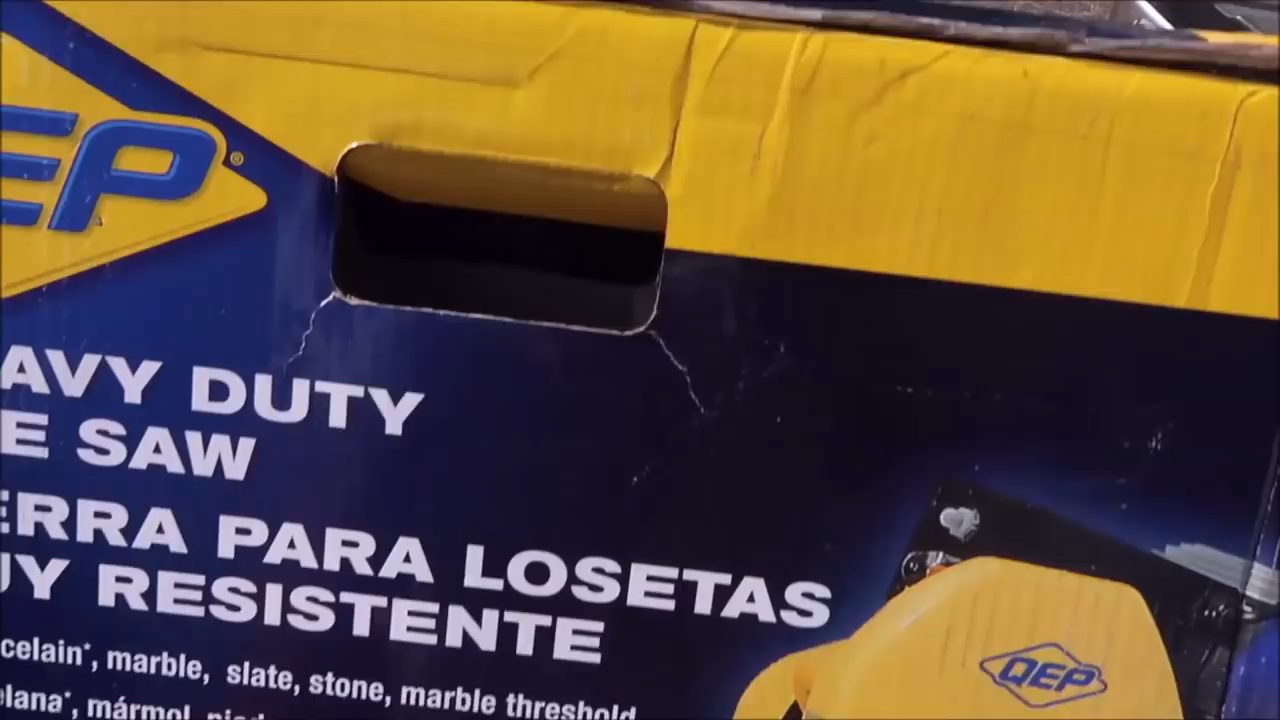 EP®
AVY DUTY
E SAW
ERRA PARA LOSETAS
UY RESISTENTE
celain*, marble, slate, stone, marble threshold
elana*, mármol,
QEP